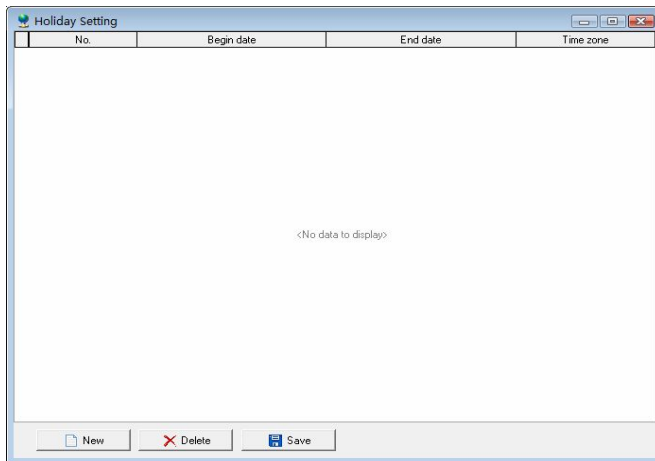 Holiday Setting
No. Begin date End date Time zone
<No data to display>
New Delete Save